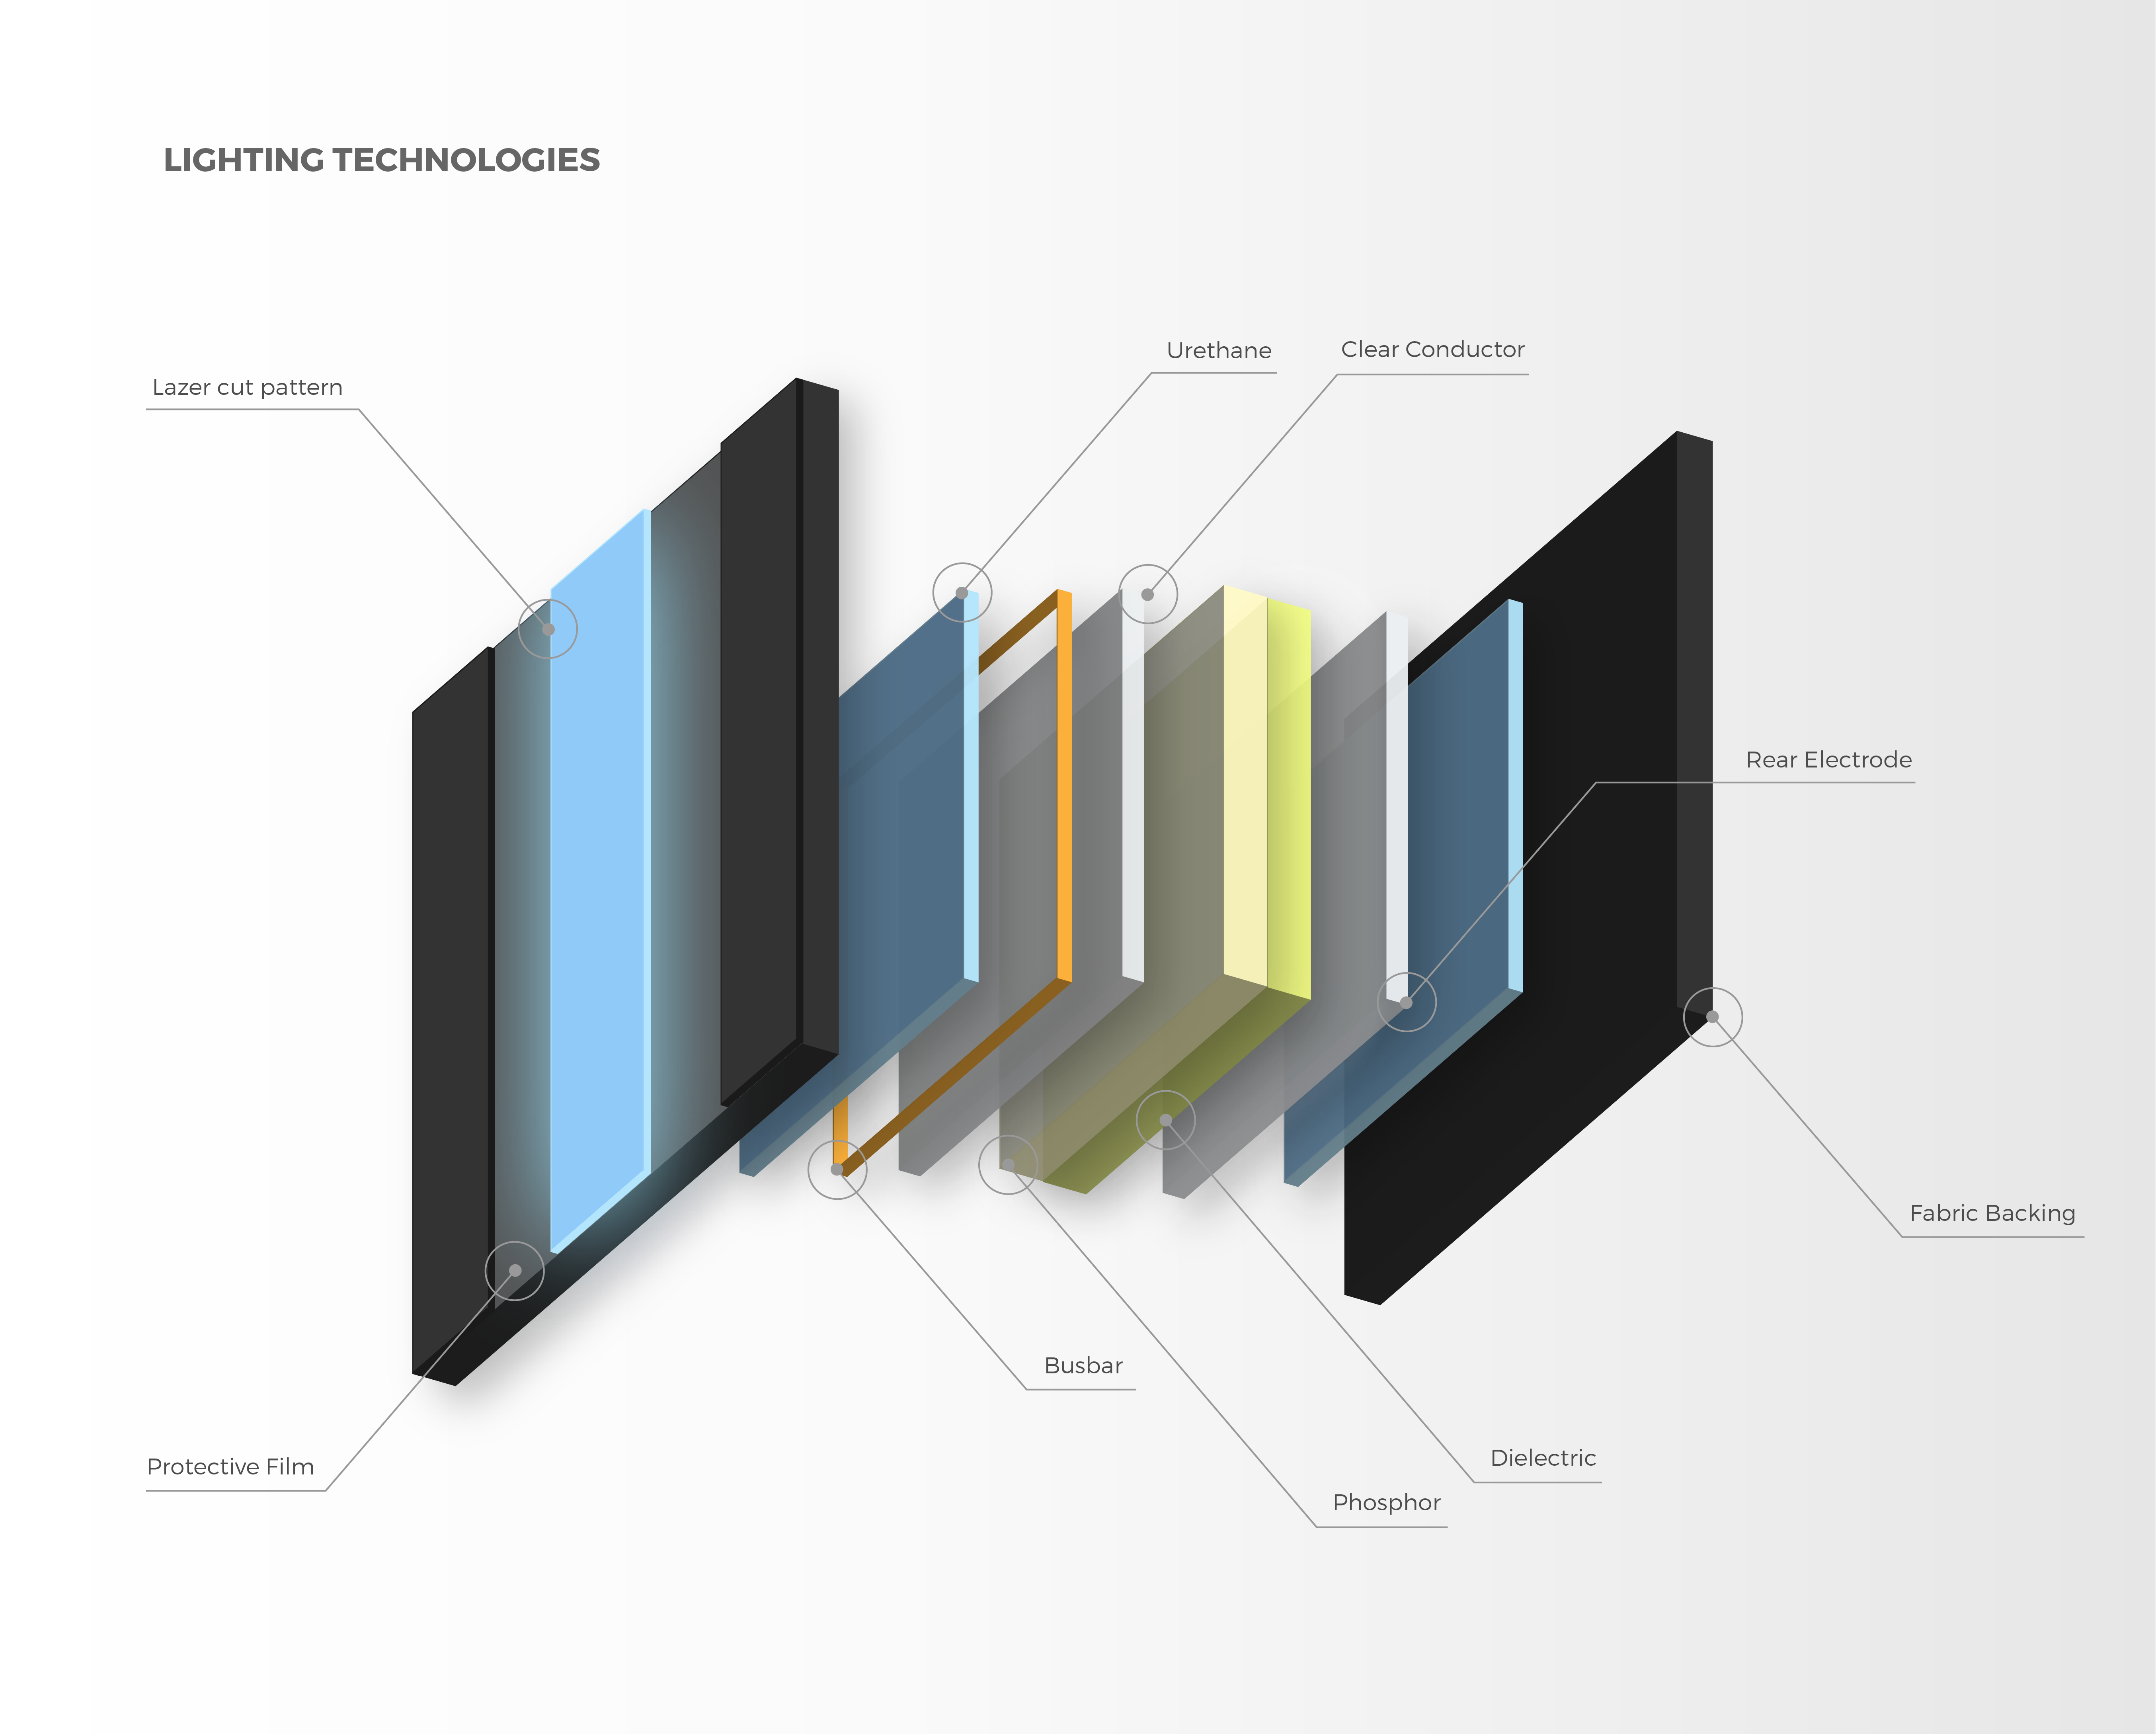 LIGHTING TECHNOLOGIES
Urethane
Clear Conductor
Lazer cut pattern
Rear Electrode
Fabric Backing
Busbar
Dielectric
Protective Film
Phosphor